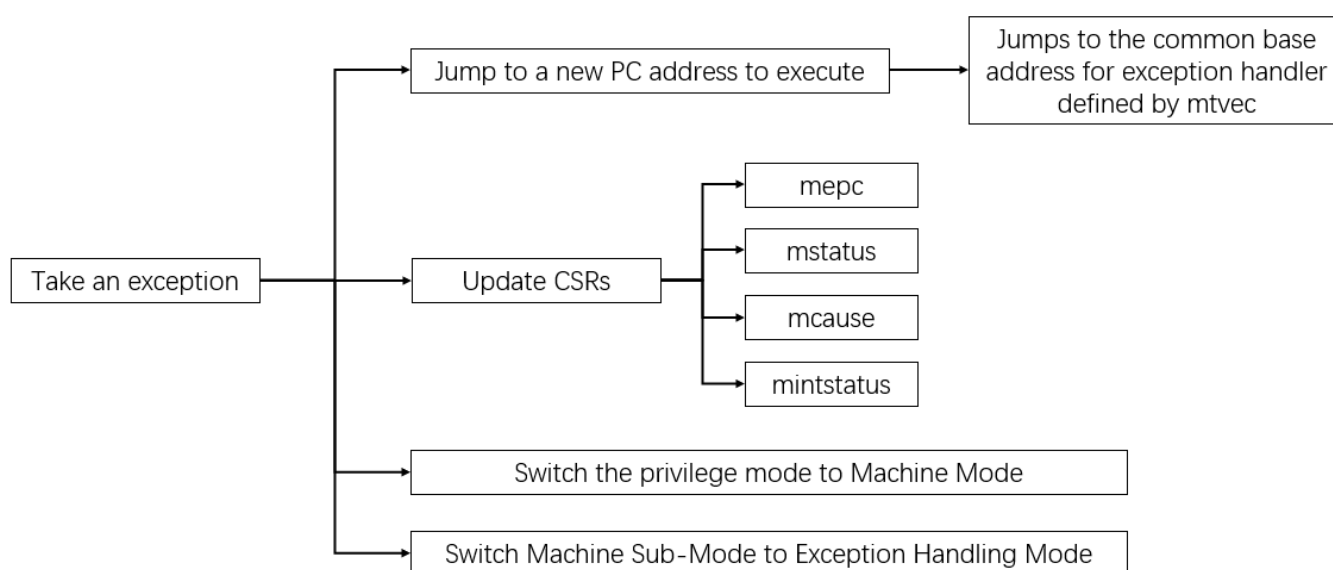 Take an exception
Jump to a new PC address to execute
Jumps to the common base
address for exception handler
defined by mtvec
Update CSRs
mepc
mstatus
mcause
mintstatus
Switch the privilege mode to Machine Mode
Switch Machine Sub-Mode to Exception Handling Mode